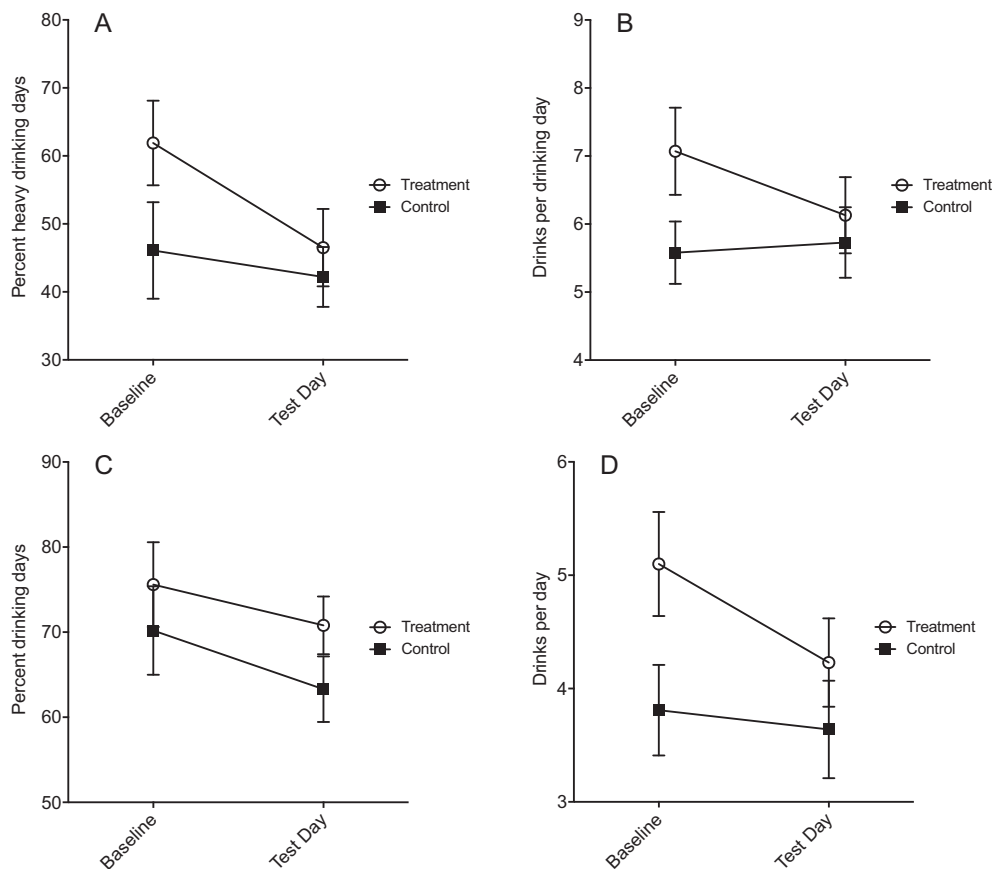 A
Percent heavy drinking days
80
70
60
50
40
30
Baseline
Test Day
Treatment
Control
B
Drinks per drinking day
9
8
7
6
5
4
Baseline
Test Day
Treatment
Control
C
Percent drinking days
90
80
70
60
50
Baseline
Test Day
Treatment
Control
D
Drinks per day
6
5
4
3
Baseline
Test Day
Treatment
Control